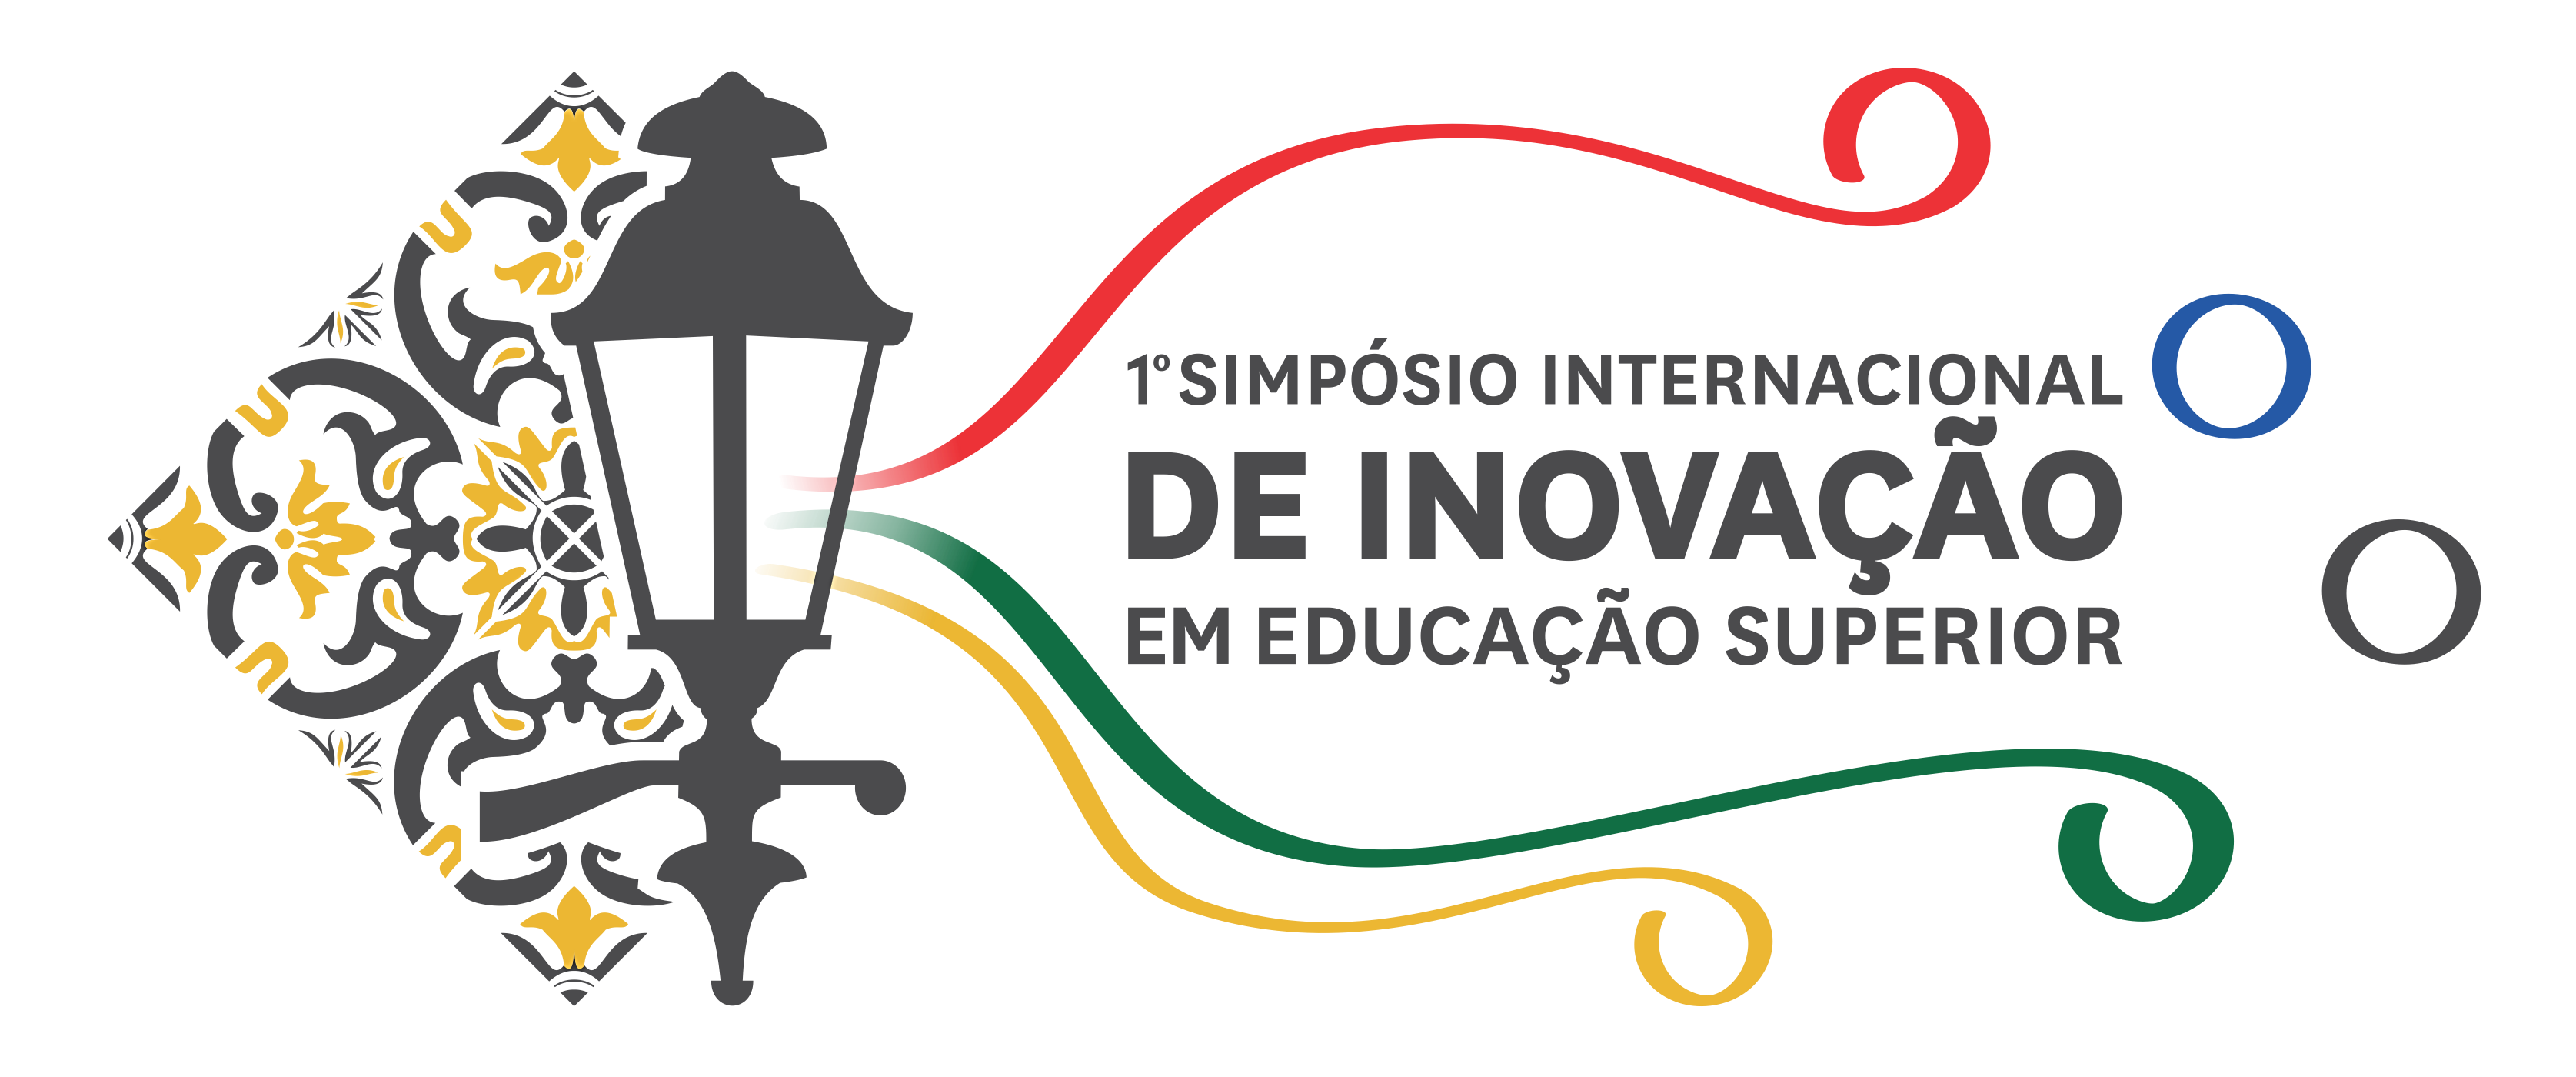 1º SIMPÓSIO INTERNACIONAL
DE INOVAÇÃO
EM EDUCAÇÃO SUPERIOR